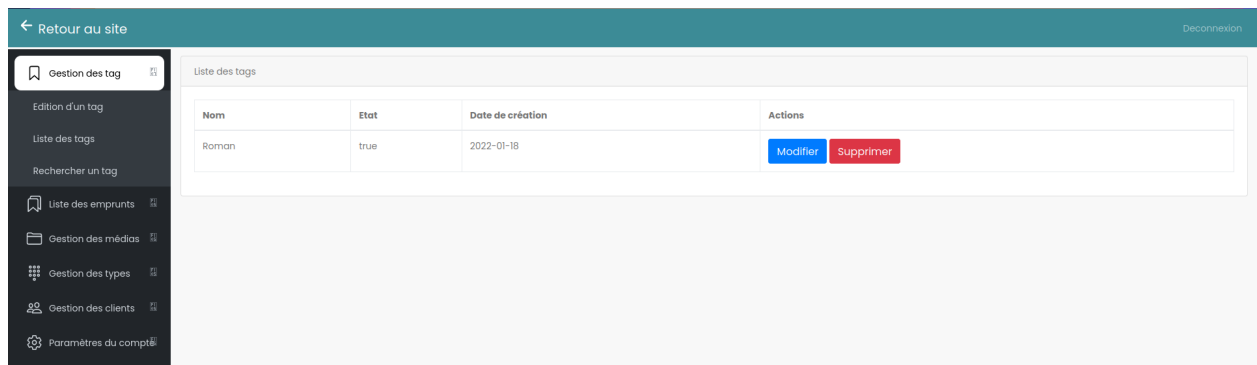 Retour au site
Deconnexion
Gestion des tag
Edition d'un tag
Liste des tags
Rechercher un tag
Liste des emprunts
Gestion des médias
Gestion des types
Gestion des clients
Paramètres du compte
Liste des tags
Nom Etat Date de création Actions
Roman true 2022-01-18 Modifier Supprimer